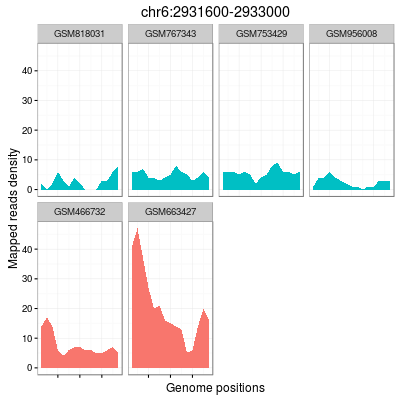 chr6:2931600-2933000
GSM818031 GSM767343 GSM753429 GSM956008
40
30
20
10
0
Mapped reads density
GSM466732 GSM663427
40
30
20
10
0
Genome positions